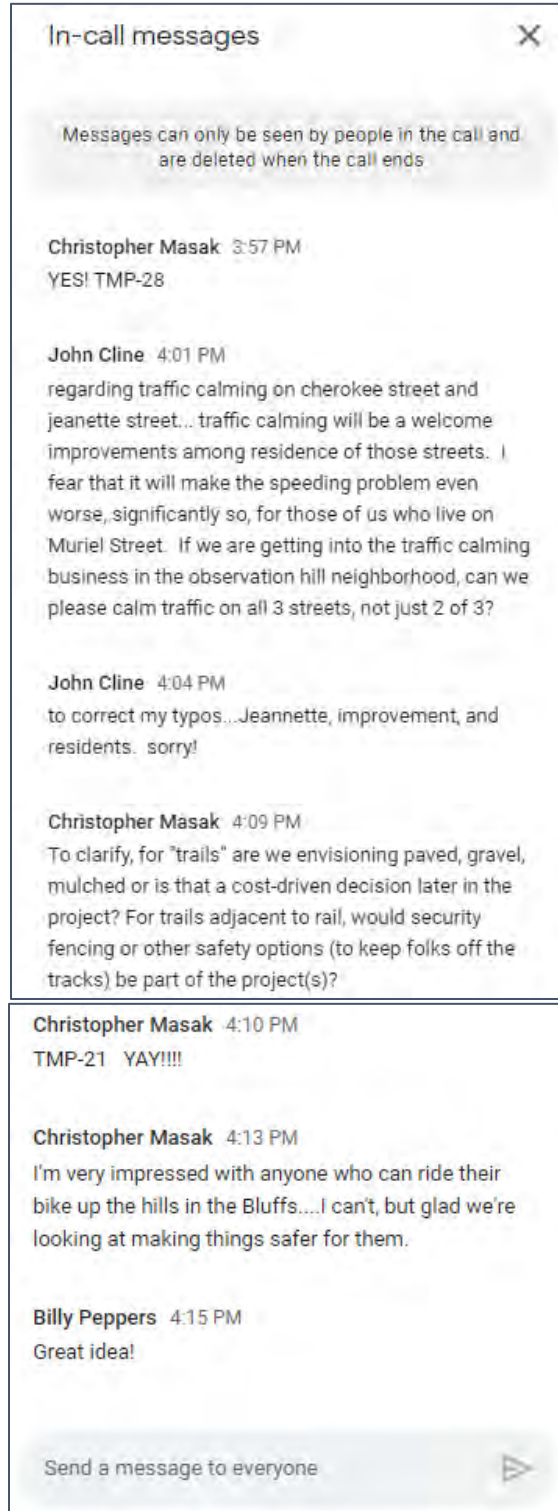 In-call messages
Messages can only be seen by people in the call and
are deleted when the call ends
Christopher Masak 3:57 PM
YES! TMP-28
John Cline 4:01 PM
regarding traffic calming on cherokee street and
jeanette street... traffic calming will be a welcome
improvements among residence of those streets.  I
fear that it will make the speeding problem even
worse, significantly so, for those of us who live on
Muriel Street.  If we are getting into the traffic calming
business in the observation hill neighborhood, can we
please calm traffic on all 3 streets, not just 2 of 3?
John Cline 4:04 PM
to correct my typos...Jeannette, improvement, and
residents.  sorry!
Christopher Masak 4:09 PM
To clarify, for "trails" are we envisioning paved, gravel,
mulched or is that a cost-driven decision later in the
project? For trails adjacent to rail, would security
fencing or other safety options (to keep folks off the
tracks) be part of the project(s)?
Christopher Masak 4:10 PM
TMP-21   YAY!!!!
Christopher Masak 4:13 PM
I'm very impressed with anyone who can ride their
bike up the hills in the Bluffs....I can't, but glad we're
looking at making things safer for them.
Billy Peppers 4:15 PM
Great idea!
Send a message to everyone